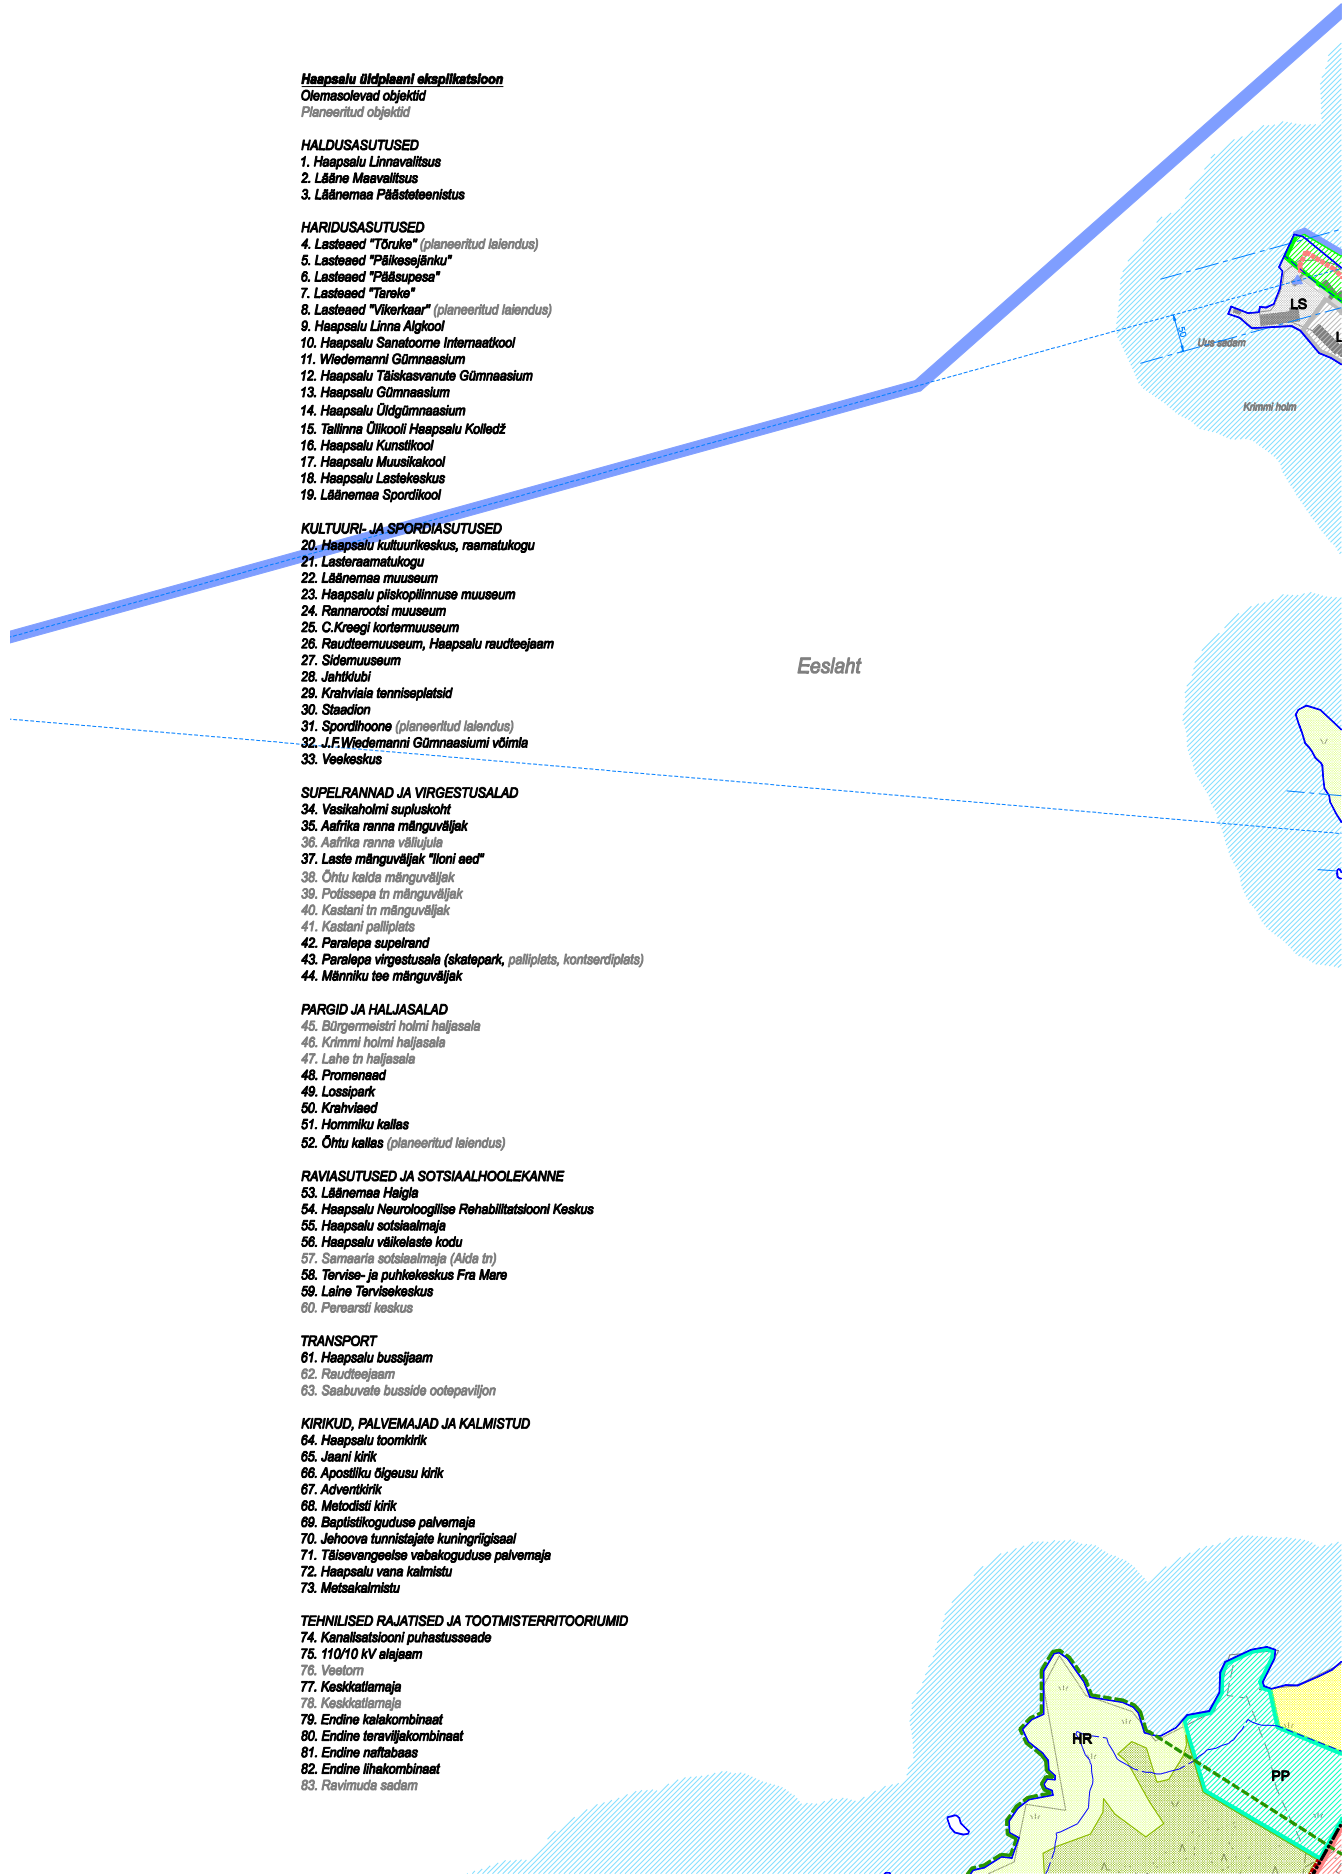 Haapsalu üldplaani eksplikatsioon
Olemasolevad objektid
Planeeritud objektid
HALDUSASUTUSED
1. Haapsalu Linnavalitsus
2. Lääne Maavalitsus
3. Läänemaa Päästeteenistus
HARIDUSASUTUSED
4. Lasteaed "Tõruke" (planeeritud laiendus)
5. Lasteaed "Päikesejänku"
6. Lasteaed "Pääsupesa"
7. Lasteaed "Tareke"
8. Lasteaed "Vikerkaar" (planeeritud laiendus)
9. Haapsalu Linna Algkool
10. Haapsalu Sanatoorne Internaatkool
11. Wiedemanni Gümnaasium
12. Haapsalu Täiskasvanute Gümnaasium
13. Haapsalu Gümnaasium
14. Haapsalu Üldgümnaasium
15. Tallinna Ülikooli Haapsalu Kolledž
16. Haapsalu Kunstikool
17. Haapsalu Muusikakool
18. Haapsalu Lastekeskus
19. Läänemaa Spordikool
KULTUURI- JA SPORDIASUTUSED
20. Haapsalu kultuurikeskus, raamatukogu
21. Lasteraamatukogu
22. Läänemaa muuseum
23. Haapsalu piiskopilinnuse muuseum
24. Rannarootsi muuseum
25. C.Kreegi kortermuuseum
26. Raudteemuuseum, Haapsalu raudteejaam
27. Sidemuuseum
28. Jahtklubi
29. Krahviaia tenniseplatsid
30. Staadion
31. Spordihoone (planeeritud laiendus)
32. J.F.Wiedemanni Gümnaasiumi võimla
33. Veekeskus
SUPELRANNAD JA VIRGESTUSALAD
34. Vasikaholmi supluskoht
35. Aafrika ranna mänguväljak
36. Aafrika ranna väliujula
37. Laste mänguväljak "Iloni aed"
38. Õhtu kalda mänguväljak
39. Potissepa tn mänguväljak
40. Kastani tn mänguväljak
41. Kastani palliplats
42. Paralepa supelrand
43. Paralepa virgestusala (skatepark, palliplats, kontserdiplats)
44. Männiku tee mänguväljak
PARGID JA HALJASALAD
45. Bürgermeistri holmi haljasala
46. Krimmi holmi haljasala
47. Lahe tn haljasala
48. Promenaad
49. Lossipark
50. Krahviaed
51. Hommiku kallas
52. Õhtu kallas (planeeritud laiendus)
RAVIASUTUSED JA SOTSIAALHOOLEKANNE
53. Läänemaa Haigla
54. Haapsalu Neuroloogilise Rehabilitatsiooni Keskus
55. Haapsalu sotsiaalmaja
56. Haapsalu väikelaste kodu
57. Samaaria sotsiaalmaja (Aida tn)
58. Tervise- ja puhkekeskus Fra Mare
59. Laine Tervisekeskus
60. Perearsti keskus
TRANSPORT
61. Haapsalu bussijaam
62. Raudteejaam
63. Saabuvate busside ootepaviljon
KIRIKUD, PALVEMAJAD JA KALMISTUD
64. Haapsalu toomkirik
65. Jaani kirik
66. Apostliku õigeusu kirik
67. Adventkirik
68. Metodisti kirik
69. Baptistikoguduse palvemaja
70. Jehoova tunnistajate kuningriigisaal
71. Täisevangeelse vabakoguduse palvemaja
72. Haapsalu vana kalmistu
73. Metsakalmistu
TEHNILISED RAJATISED JA TOOTMISTERRITOORIUMID
74. Kanalisatsiooni puhastusseade
75. 110/10 kV alajaam
76. Veetorn
77. Keskkatlamaja
78. Keskkatlamaja
79. Endine kalakombinaat
80. Endine teraviljakombinaat
81. Endine naftabaas
82. Endine lihakombinaat
83. Ravimuda sadam
Eeslaht
LS
L
50
Uus sadam
Krimmi holm
HR
PP